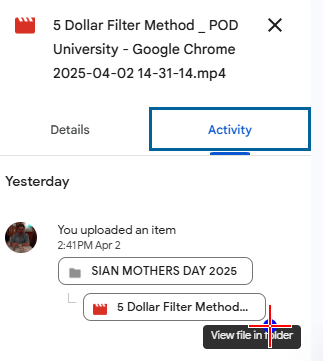 5 Dollar Filter Method _ POD
University - Google Chrome
2025-04-02 14-31-14.mp4
Details
Activity
Yesterday
You uploaded an item
2:41 PM Apr 2
SIAN MOTHERS DAY 2025
5 Dollar Filter Method...
View file in folder